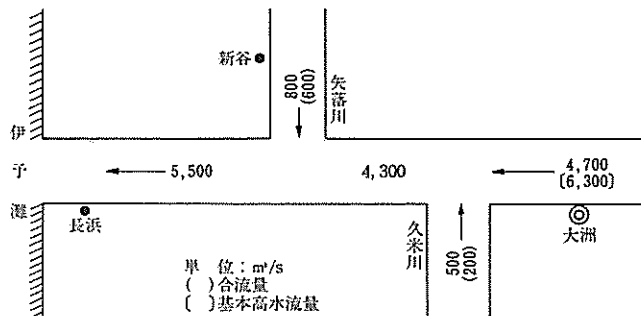 新谷
800
(600)
矢落川
伊予灘
5,500
4,300
4,700
〔6,300〕
長浜
久米川
500
(200)
大洲
単 位:m³/s
( )合流量
〔 〕基本高水流量